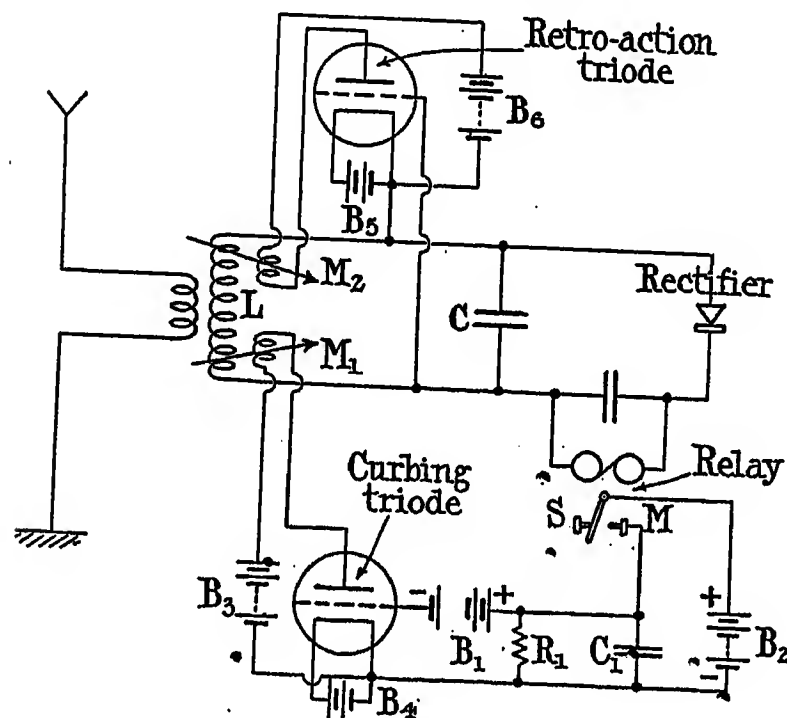 Retro-action
triode
B₆
B₅
M₂
L
M₁
C
Rectifier
Relay
S
M
Curbing
triode
B₃
-
+
B₁
R₁
C₁
+
B₂
-
B₄